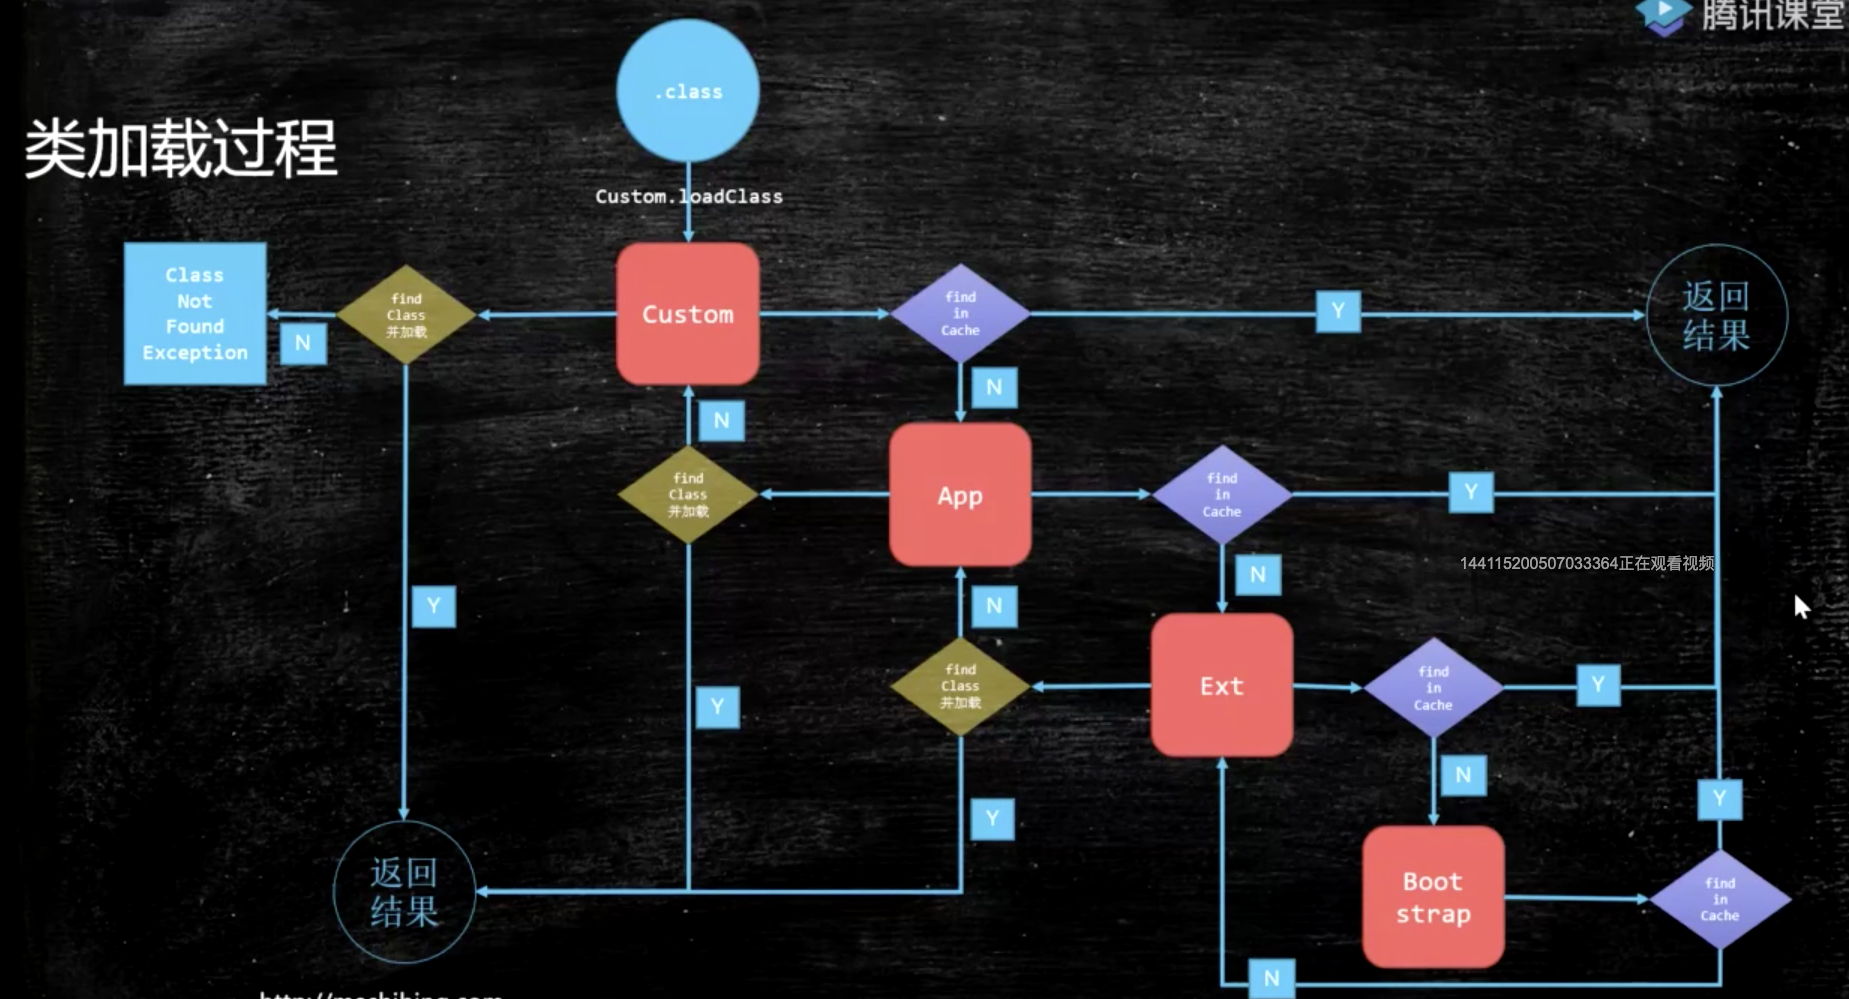 腾讯课堂
.class
类加载过程
Custom.loadClass
Class
Not
Found
Exception
N
find
Class
并加载
Custom
find
in
Cache
Y
返回
结果
N
N
find
Class
并加载
App
find
in
Cache
Y
144115200507033364正在观看视频
N
Y
N
find
Class
并加载
Ext
find
in
Cache
Y
Y
N
Y
Y
返回
结果
Boot
strap
find
in
Cache
N